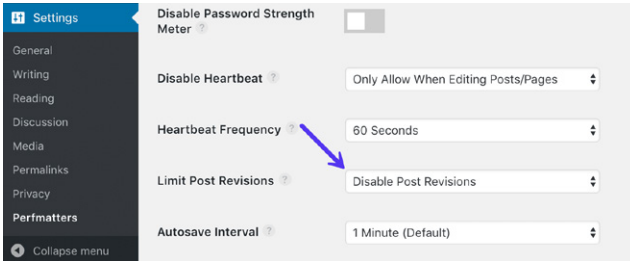 Settings
General
Writing
Reading
Discussion
Media
Permalinks
Privacy
Perfmatters
Collapse menu
Disable Password Strength
Meter ?
Disable Heartbeat ?
Only Allow When Editing Posts/Pages
Heartbeat Frequency ?
60 Seconds
Limit Post Revisions ?
Disable Post Revisions
Autosave Interval ?
1 Minute (Default)